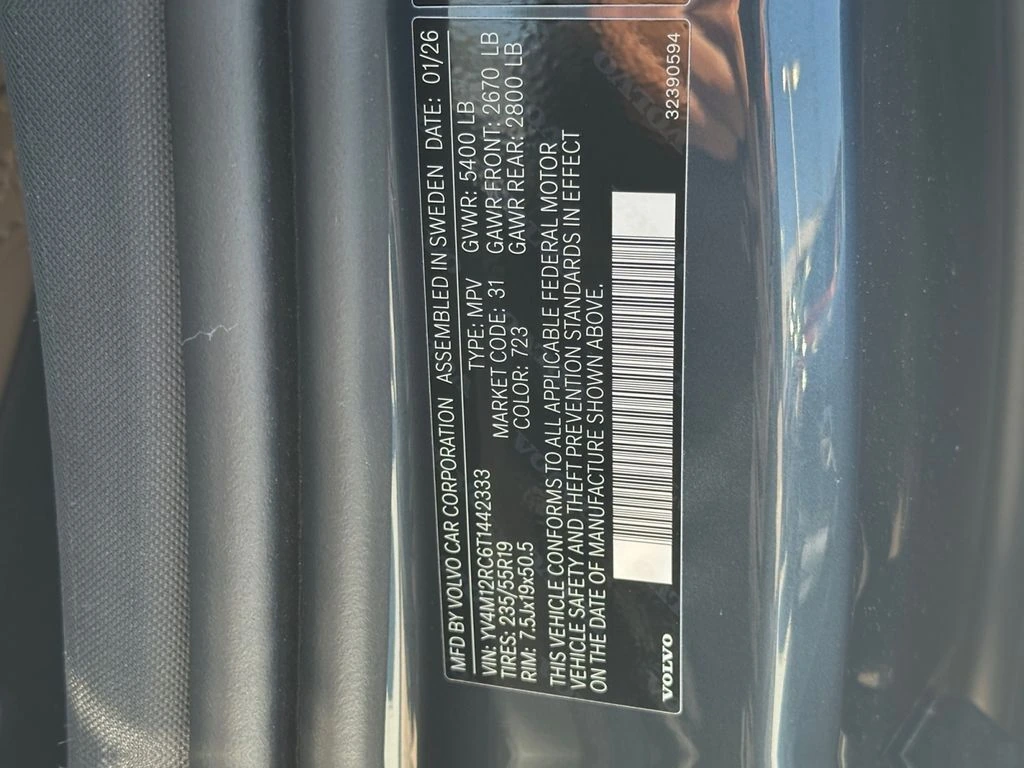 MFD BY VOLVO CAR CORPORATION ASSEMBLED IN SWEDEN DATE: 01/26
VIN: YV4M12RC6T1442333 TYPE: MPV GVWR: 5400 LB
TIRES: 235/55R19 MARKET CODE: 31 GAWR FRONT: 2670 LB
RIM: 7.5Jx19x50.5 COLOR: 723 GAWR REAR: 2800 LB
THIS VEHICLE CONFORMS TO ALL APPLICABLE FEDERAL MOTOR
VEHICLE SAFETY AND THEFT PREVENTION STANDARDS IN EFFECT
ON THE DATE OF MANUFACTURE SHOWN ABOVE.
VOLVO 32390594